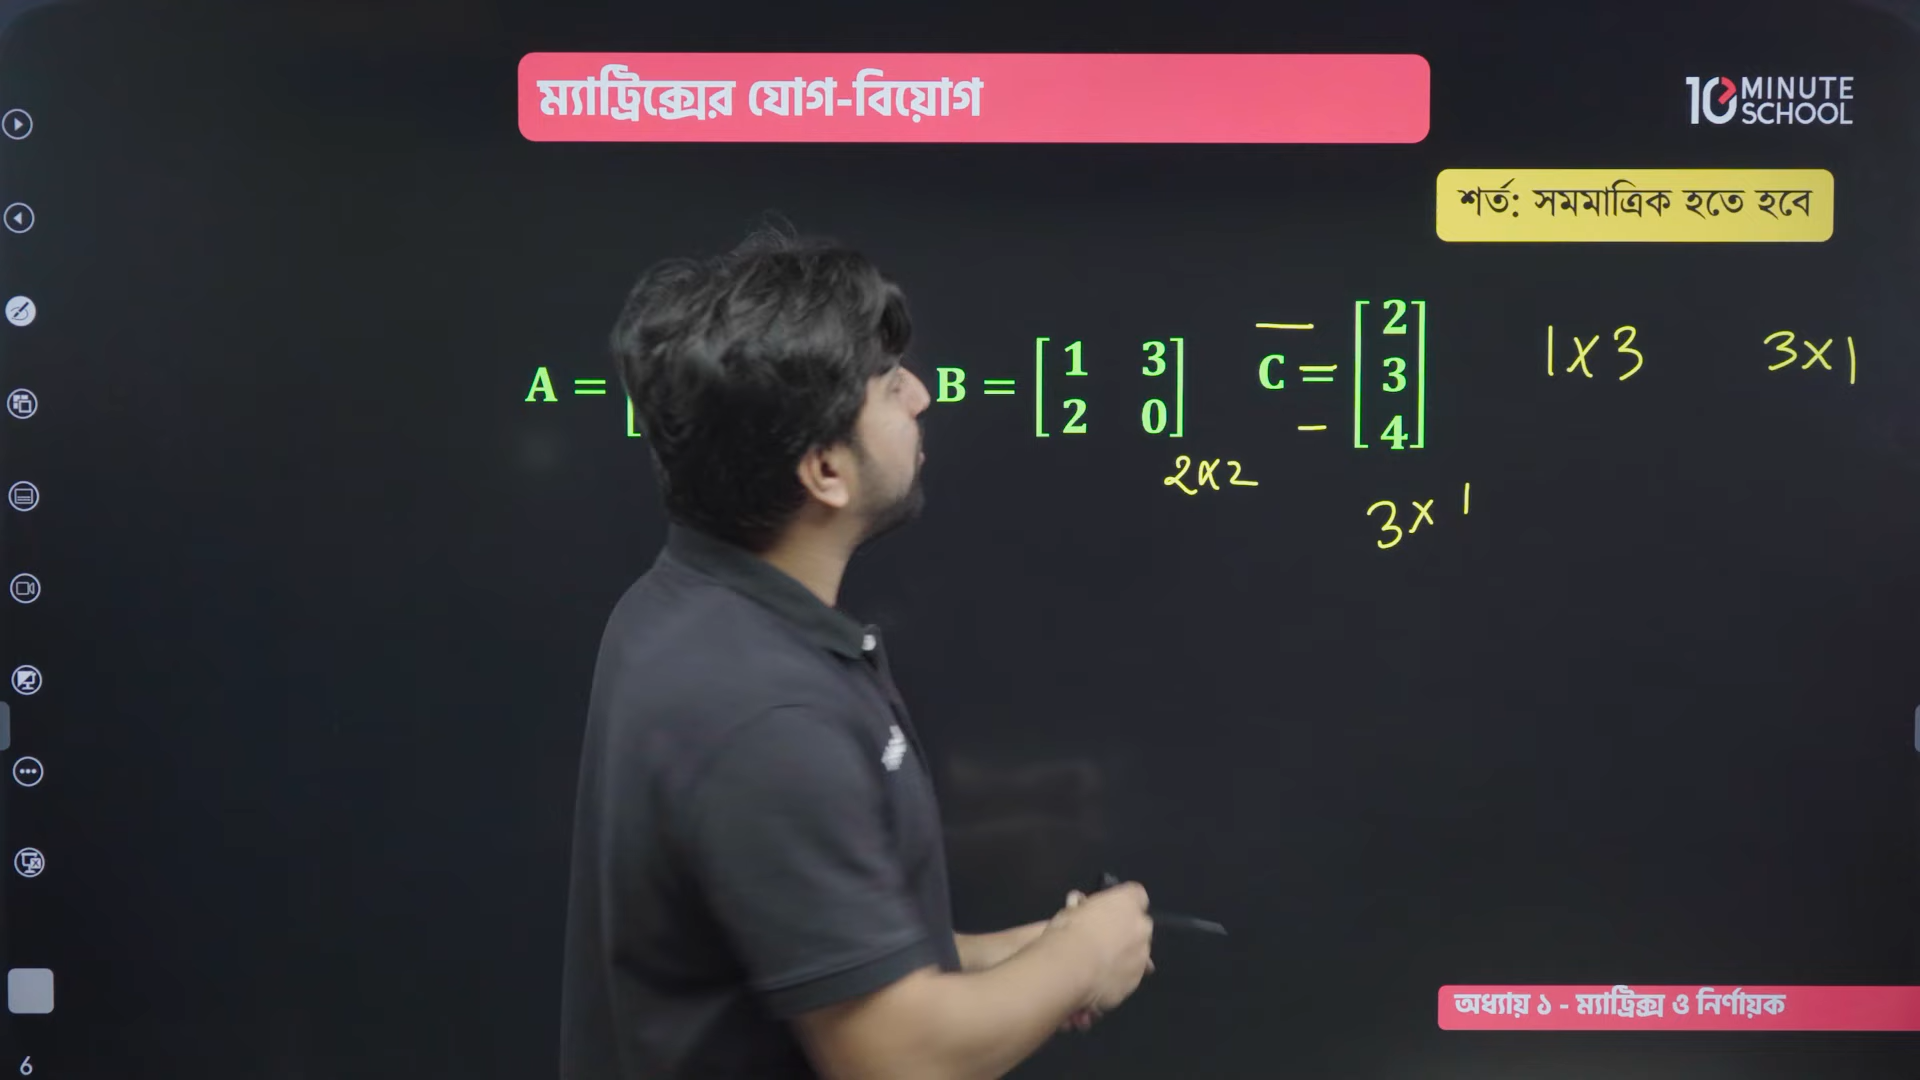 ম্যাট্রিক্সের যোগ-বিয়োগ
10 MINUTE SCHOOL
শর্ত: সমমাত্রিক হতে হবে
A = [
B = [ 1 3
2 0 ]
2x2
C = [ 2
3
4 ]
3x1
1x3
3x1
অধ্যায় ১ - ম্যাট্রিক্স ও নির্ণায়ক
6